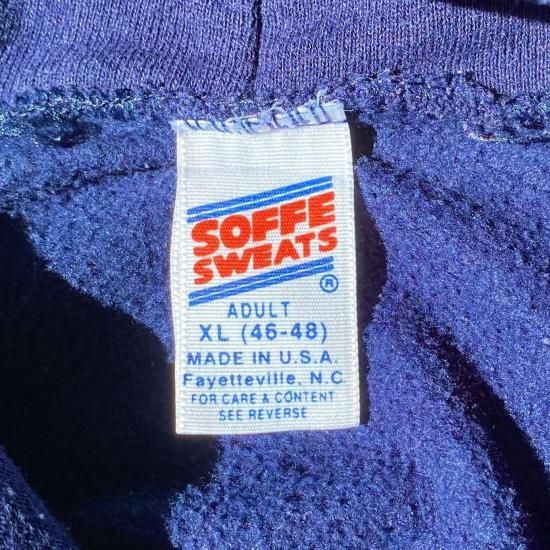 SOFFE
SWEATS
®
ADULT
XL (46-48)
MADE IN U.S.A.
Fayetteville, N.C.
FOR CARE & CONTENT
SEE REVERSE